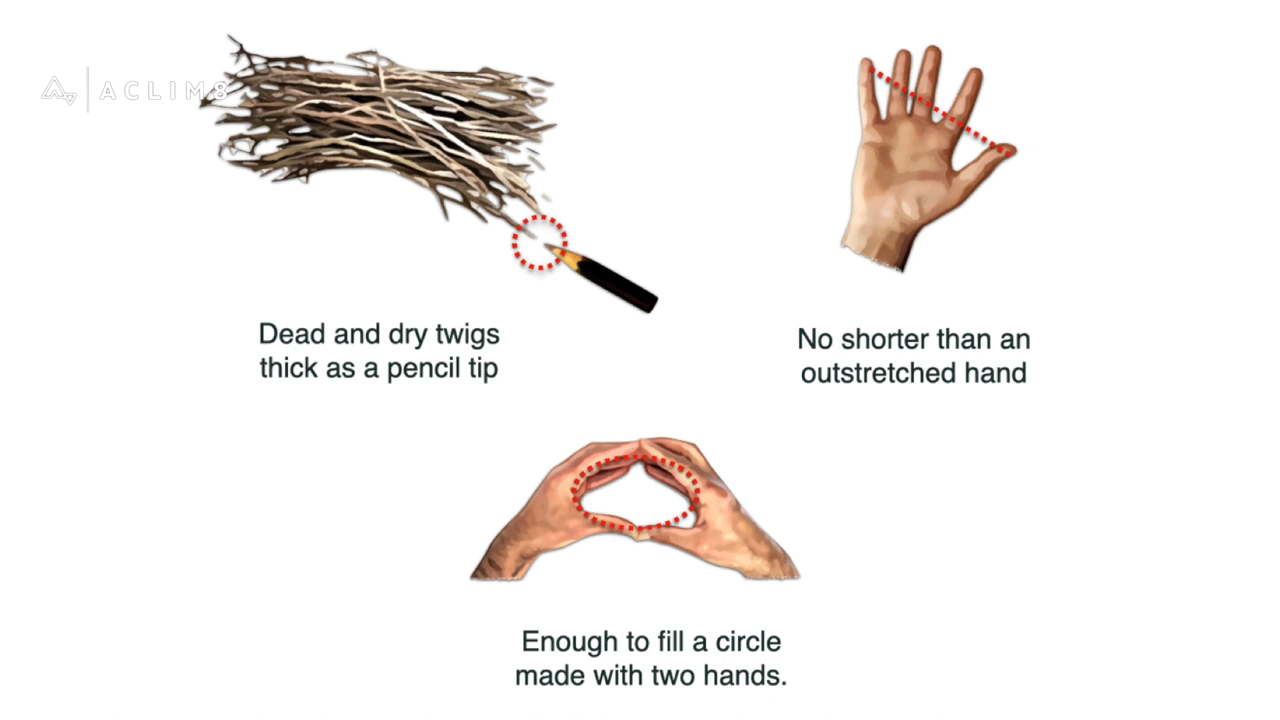 ACLIM8
Dead and dry twigs
thick as a pencil tip
No shorter than an
outstretched hand
Enough to fill a circle
made with two hands.